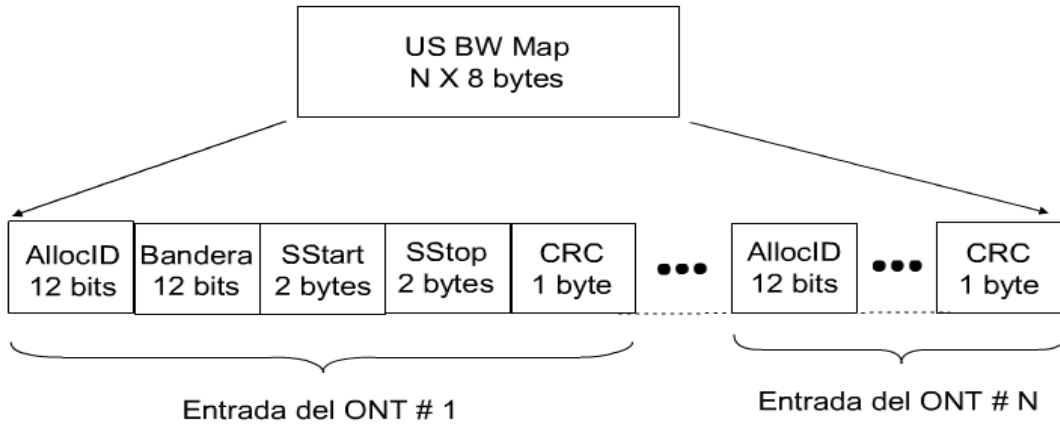 US BW Map
N X 8 bytes
AllocID
12 bits
Bandera
12 bits
SStart
2 bytes
SStop
2 bytes
CRC
1 byte
AllocID
12 bits
CRC
1 byte
Entrada del ONT # 1
Entrada del ONT # N